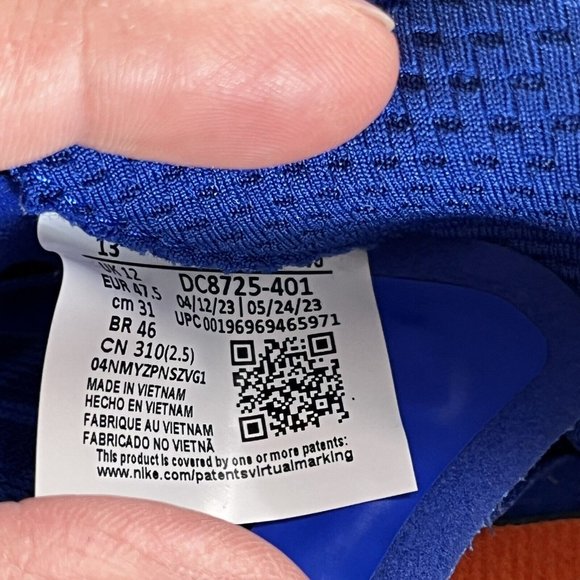 13
UK 12
EUR 47.5
cm 31
BR 46
CN 310(2.5)
04NMYZPNSZVG1
DC8725-401
04/12/23 | 05/24/23
UPC00196969465971
MADE IN VIETNAM
HECHO EN VIETNAM
FABRIQUE AU VIETNAM
FABRICADO NO VIETNÃ
This product is covered by one or more patents:
www.nike.com/patentsvirtualmarking